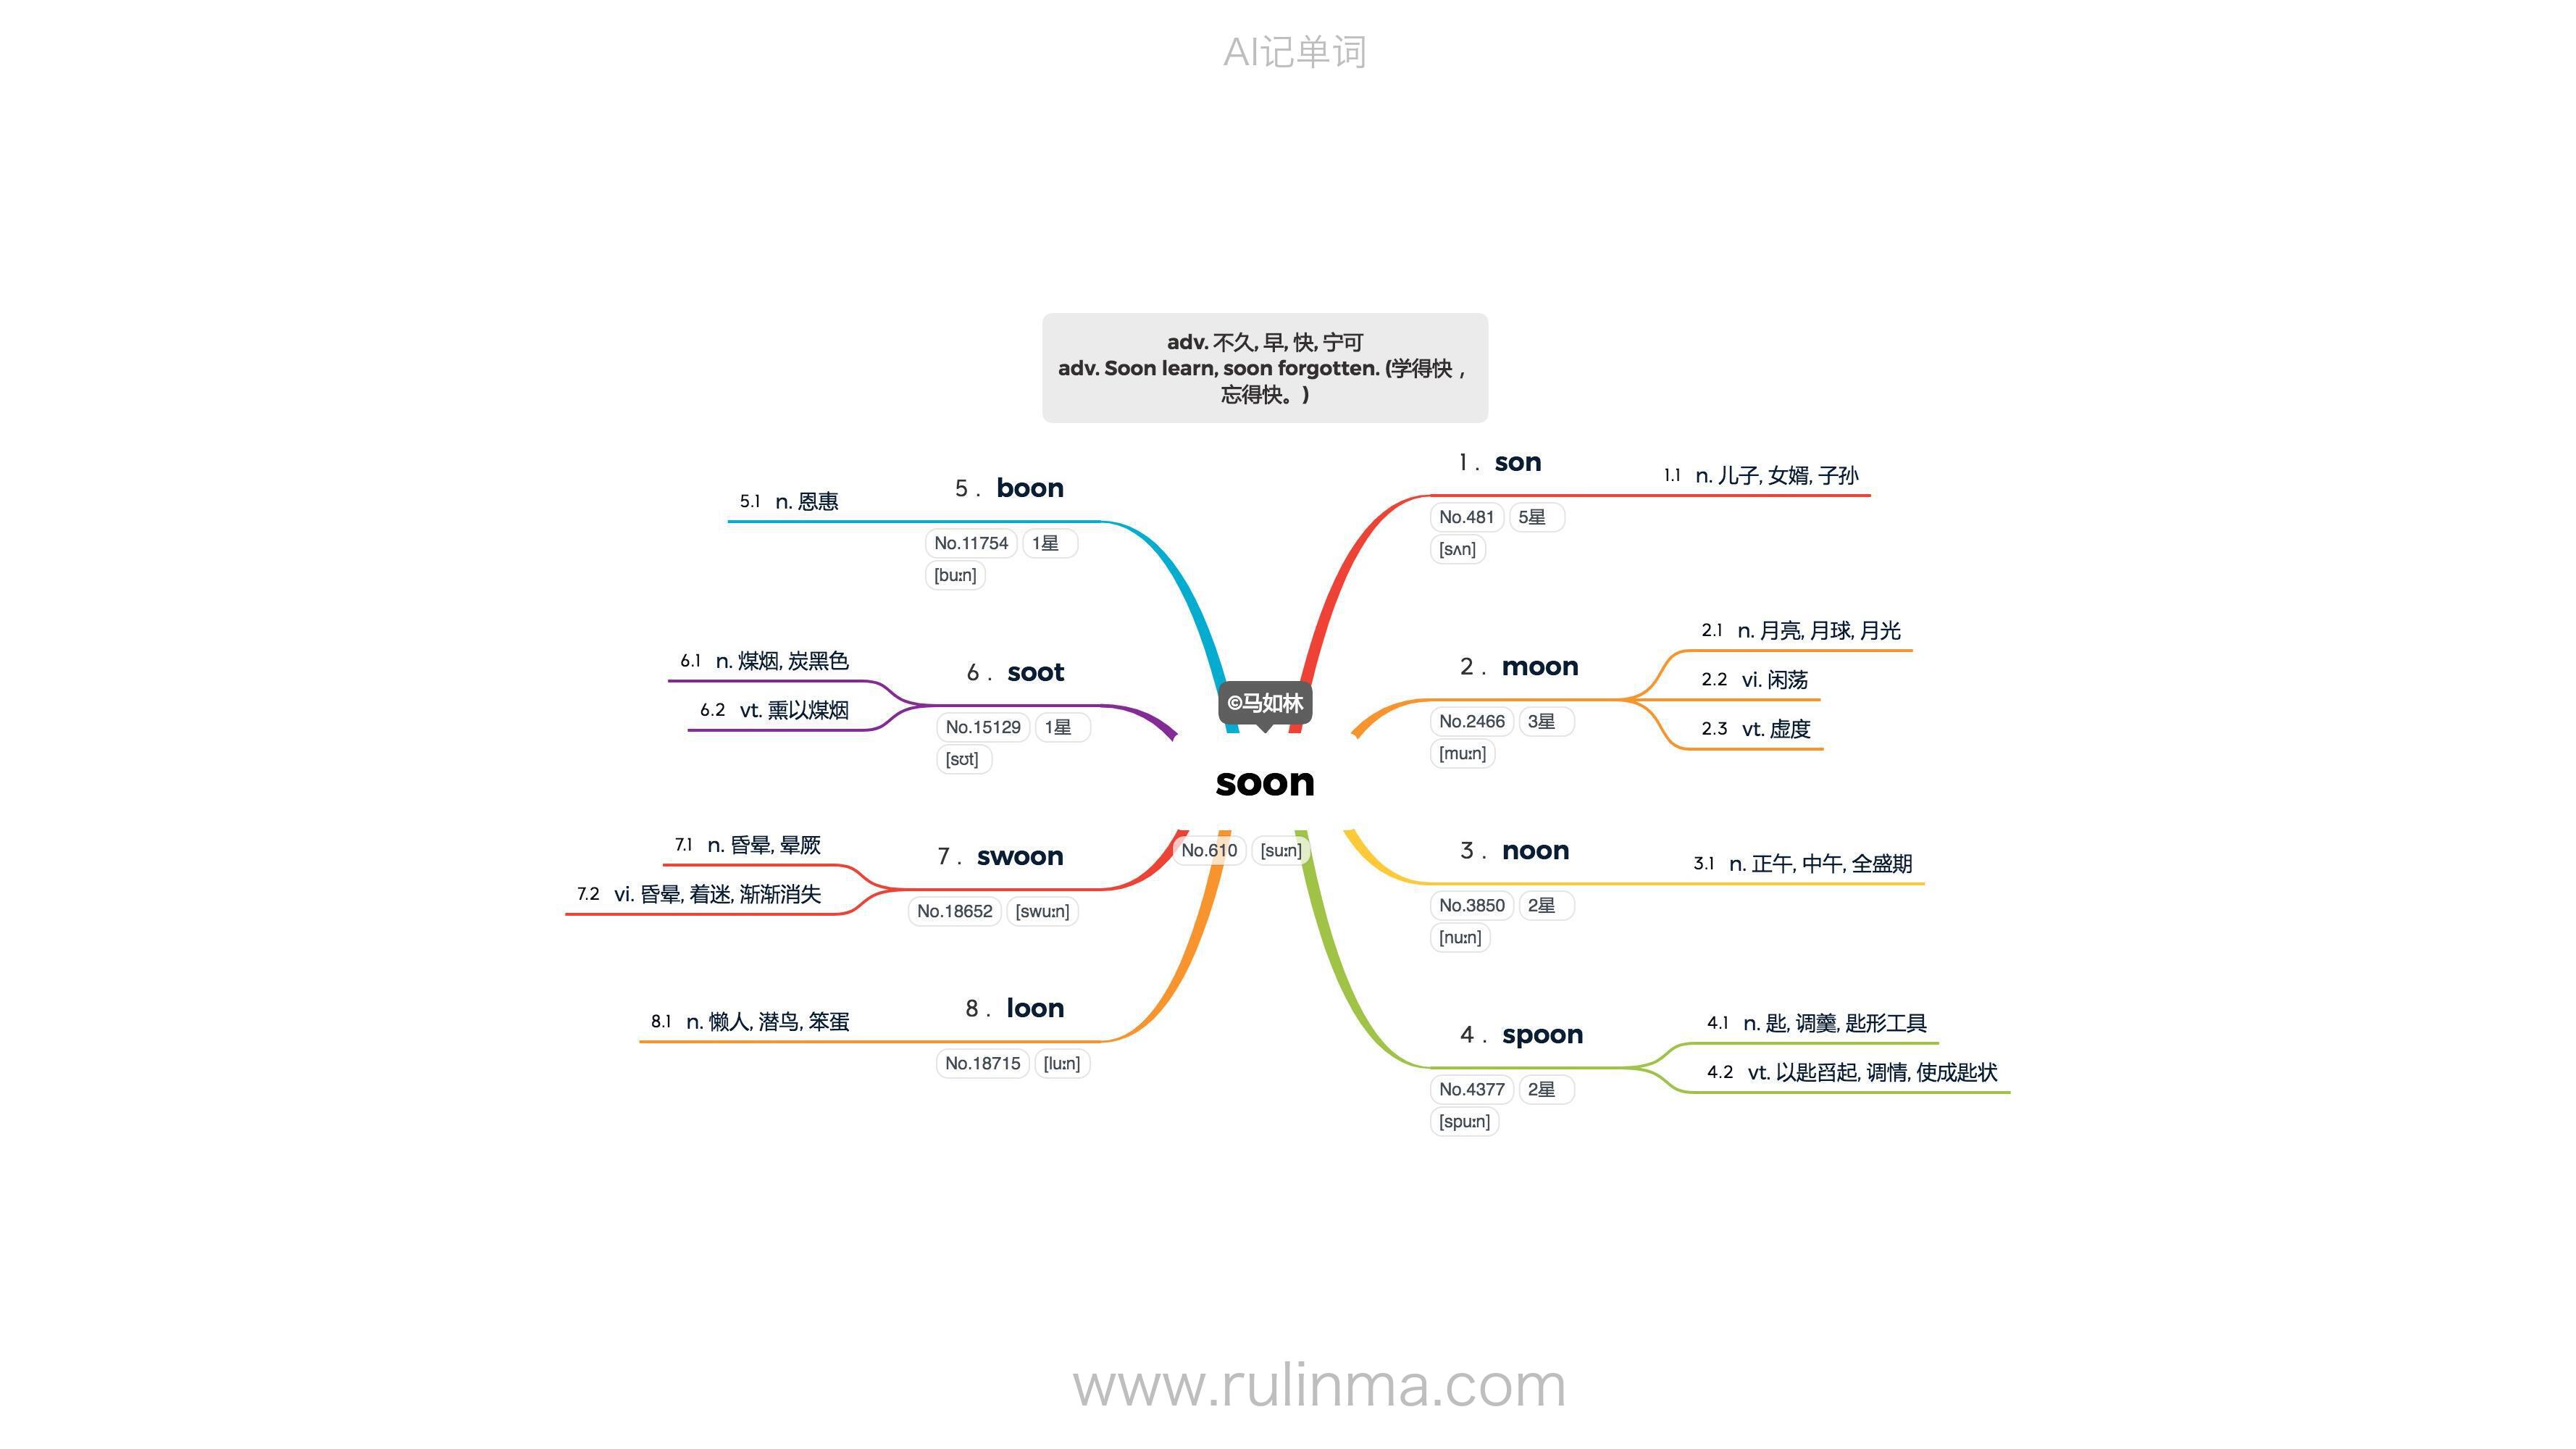 AI记单词
adv. 不久, 早, 快, 宁可
adv. Soon learn, soon forgotten. (学得快，
忘得快。)
©马如林
soon
No.610 [suːn]
1. son
No.481 5星
[sʌn]
1.1 n. 儿子, 女婿, 子孙
2. moon
No.2466 3星
[muːn]
2.1 n. 月亮, 月球, 月光
2.2 vi. 闲荡
2.3 vt. 虚度
3. noon
No.3850 2星
[nuːn]
3.1 n. 正午, 中午, 全盛期
4. spoon
No.4377 2星
[spuːn]
4.1 n. 匙, 调羹, 匙形工具
4.2 vt. 以匙舀起, 调情, 使成匙状
5. boon
No.11754 1星
[buːn]
5.1 n. 恩惠
6. soot
No.15129 1星
[sʊt]
6.1 n. 煤烟, 炭黑色
6.2 vt. 熏以煤烟
7. swoon
No.18652 [swuːn]
7.1 n. 昏晕, 晕厥
7.2 vi. 昏晕, 着迷, 渐渐消失
8. loon
No.18715 [luːn]
8.1 n. 懒人, 潜鸟, 笨蛋
www.rulinma.com